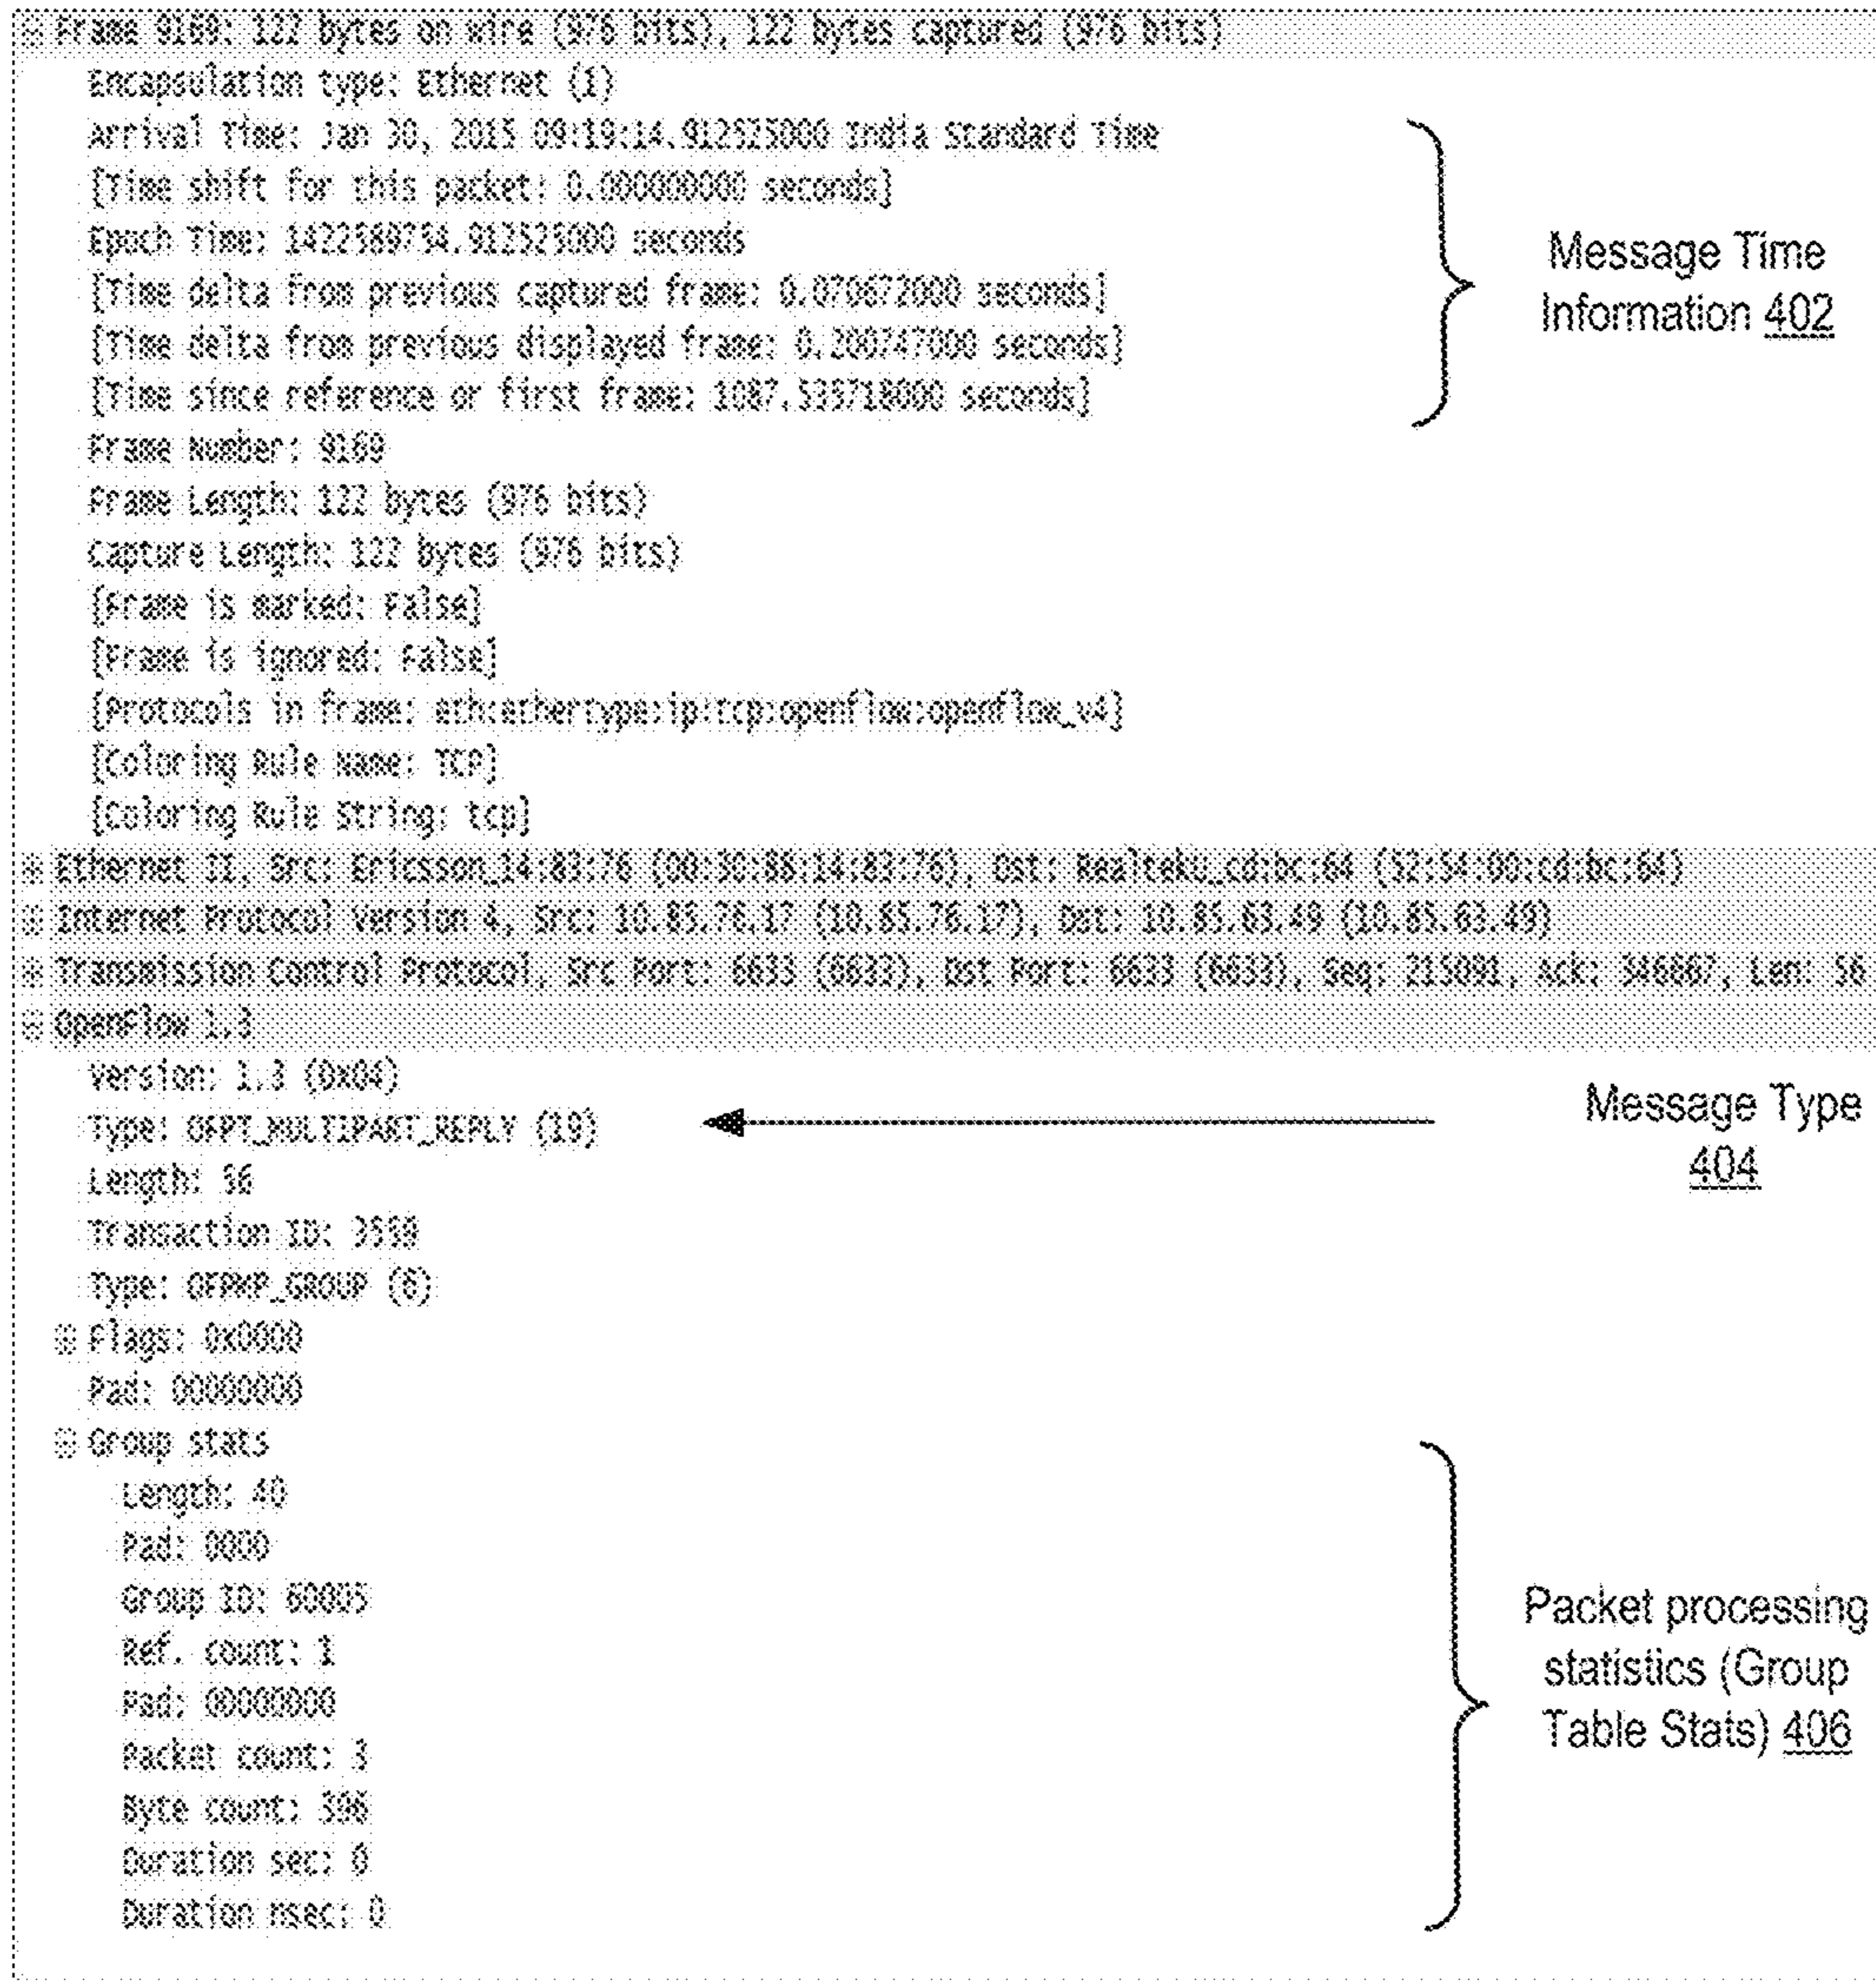 Frame 9169: 122 bytes on wire (976 bits), 122 bytes captured (976 bits)
Encapsulation type: Ethernet (1)
Arrival Time: Jan 30, 2015 09:19:14.912525000 India Standard Time
[Time shift for this packet: 0.000000000 seconds]
Epoch Time: 1422589754.912525000 seconds
[Time delta from previous captured frame: 0.070672000 seconds]
[Time delta from previous displayed frame: 0.200747000 seconds]
[Time since reference or first frame: 1087.535718000 seconds]
Message Time
Information 402
Frame Number: 9169
Frame Length: 122 bytes (976 bits)
Capture Length: 122 bytes (976 bits)
[Frame is marked: False]
[Frame is ignored: False]
[Protocols in frame: eth:ethertype:ip:tcp:openflow:openflow_v4]
[Coloring Rule Name: TCP]
[Coloring Rule String: tcp]
Ethernet II, Src: Ericsson_14:83:76 (00:30:88:14:83:76), Dst: RealtekU_cd:bc:64 (52:54:00:cd:bc:64)
Internet Protocol Version 4, Src: 10.85.76.17 (10.85.76.17), Dst: 10.85.63.49 (10.85.63.49)
Transmission Control Protocol, Src Port: 6633 (6633), Dst Port: 6633 (6633), Seq: 215091, Ack: Len: 56
OpenFlow 1.3
Version: 1.3 (0x04)
Type: OFPT_MULTIPART_REPLY (19)
Message Type
404
Length: 56
Transaction ID:
Type: OFPMP_GROUP (6)
Flags: 0x0000
Pad: 00000000
Group stats
Length: 40
Pad: 0000
Group ID: 60005
Ref. count: 1
Pad: 00000000
Packet count: 3
Byte count: 396
Duration sec: 0
Duration nsec: 0
Packet processing
statistics (Group
Table Stats) 406